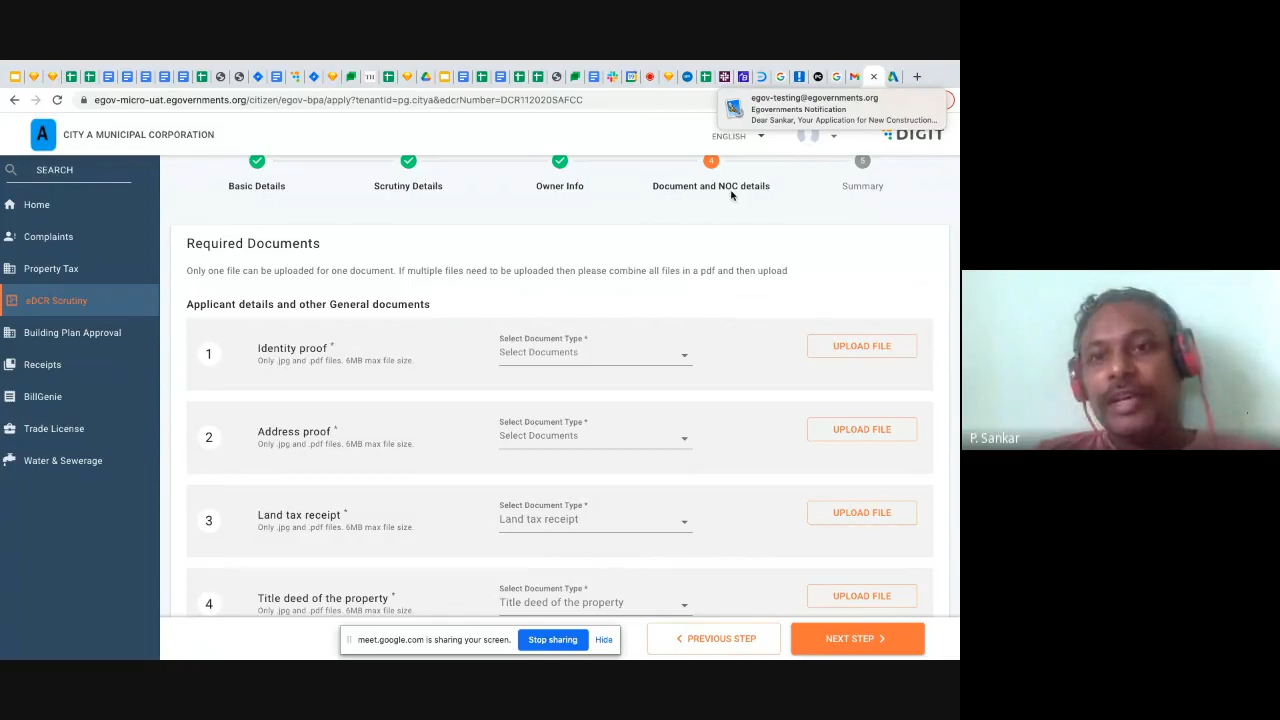 egov-micro-uat.egovernments.org/citizen/egov-bpa/apply?tenantId=pg.citya&edcrNumber=DCR112020SAFCC
egov-testing@egovernments.org
Egovernments Notification
Dear Sankar, Your Application for New Construction...
A
CITY A MUNICIPAL CORPORATION
ENGLISH
DIGIT
SEARCH
Home
Complaints
Property Tax
eDCR Scrutiny
Building Plan Approval
Receipts
BillGenie
Trade License
Water & Sewerage
4
5
Basic Details
Scrutiny Details
Owner Info
Document and NOC details
Summary
Required Documents
Only one file can be uploaded for one document. If multiple files need to be uploaded then please combine all files in a pdf and then upload
Applicant details and other General documents
1
Identity proof *
Only .jpg and .pdf files. 6MB max file size.
Select Document Type *
Select Documents
UPLOAD FILE
2
Address proof *
Only .jpg and .pdf files. 6MB max file size.
Select Document Type *
Select Documents
UPLOAD FILE
3
Land tax receipt *
Only .jpg and .pdf files. 6MB max file size.
Select Document Type *
Land tax receipt
UPLOAD FILE
4
Title deed of the property *
Only .jpg and .pdf files. 6MB max file size.
Select Document Type *
Title deed of the property
UPLOAD FILE
meet.google.com is sharing your screen.
Stop sharing
Hide
PREVIOUS STEP
NEXT STEP
P. Sankar